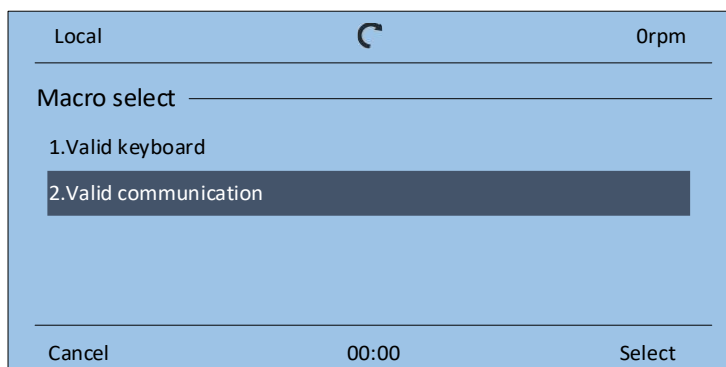 Local 0rpm
Macro select
1.Valid keyboard
2.Valid communication
Cancel 00:00 Select